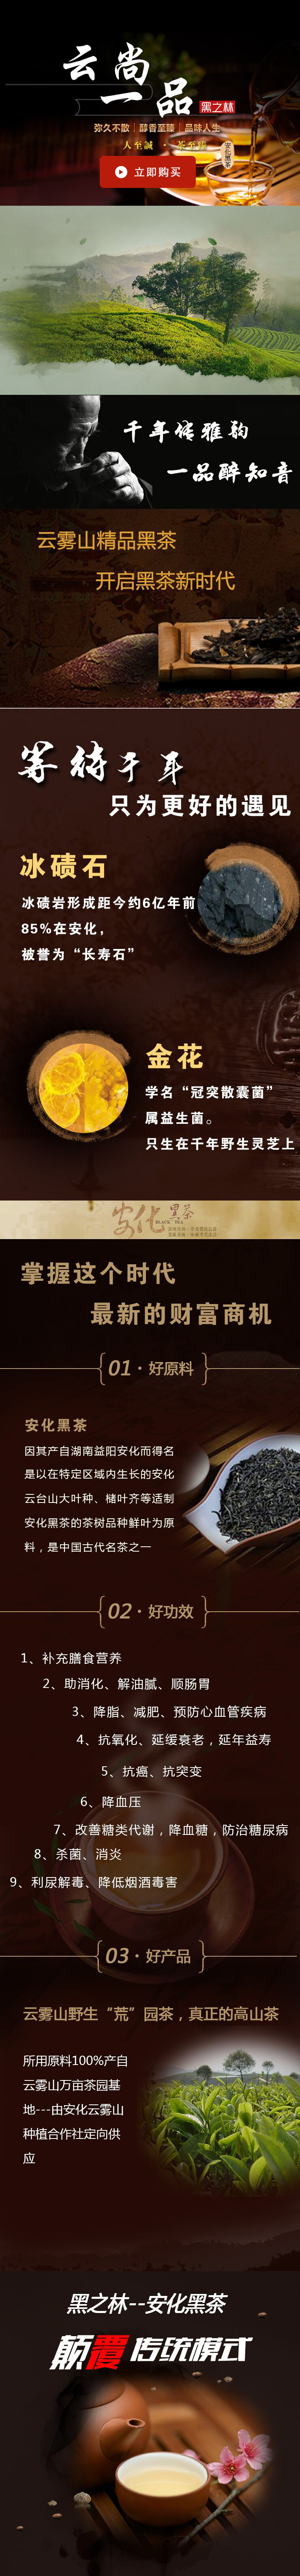 云尚
一品
黑之林
弥久不散｜醇香至臻｜品味人生
人至誠 · 茶至精
安化黑茶
立即购买
千年传雅韵
一品醉知音
云雾山精品黑茶
开启黑茶新时代
等待千年
只为更好的遇见
冰碛石
冰碛岩形成距今约6亿年前
85%在安化，
被誉为“长寿石”
金花
学名“冠突散囊菌”
属益生菌。
只生在千年野生灵芝上
安化
黑茶
BLACK TEA
掌握这个时代
最新的财富商机
01·好原料
安化黑茶
因其产自湖南益阳安化而得名
是以在特定区域内生长的安化
云台山大叶种、槠叶齐等适制
安化黑茶的茶树品种鲜叶为原
料，是中国古代名茶之一
02·好功效
1、补充膳食营养
2、助消化、解油腻、顺肠胃
3、降脂、减肥、预防心血管疾病
4、抗氧化、延缓衰老，延年益寿
5、抗癌、抗突变
6、降血压
7、改善糖类代谢，降血糖，防治糖尿病
8、杀菌、消炎
9、利尿解毒、降低烟酒毒害
03·好产品
云雾山野生“荒”园茶，真正的高山茶
所用原料100%产自
云雾山万亩茶园基
地---由安化云雾山
种植合作社定向供
应
黑之林--安化黑茶
颠覆传统模式